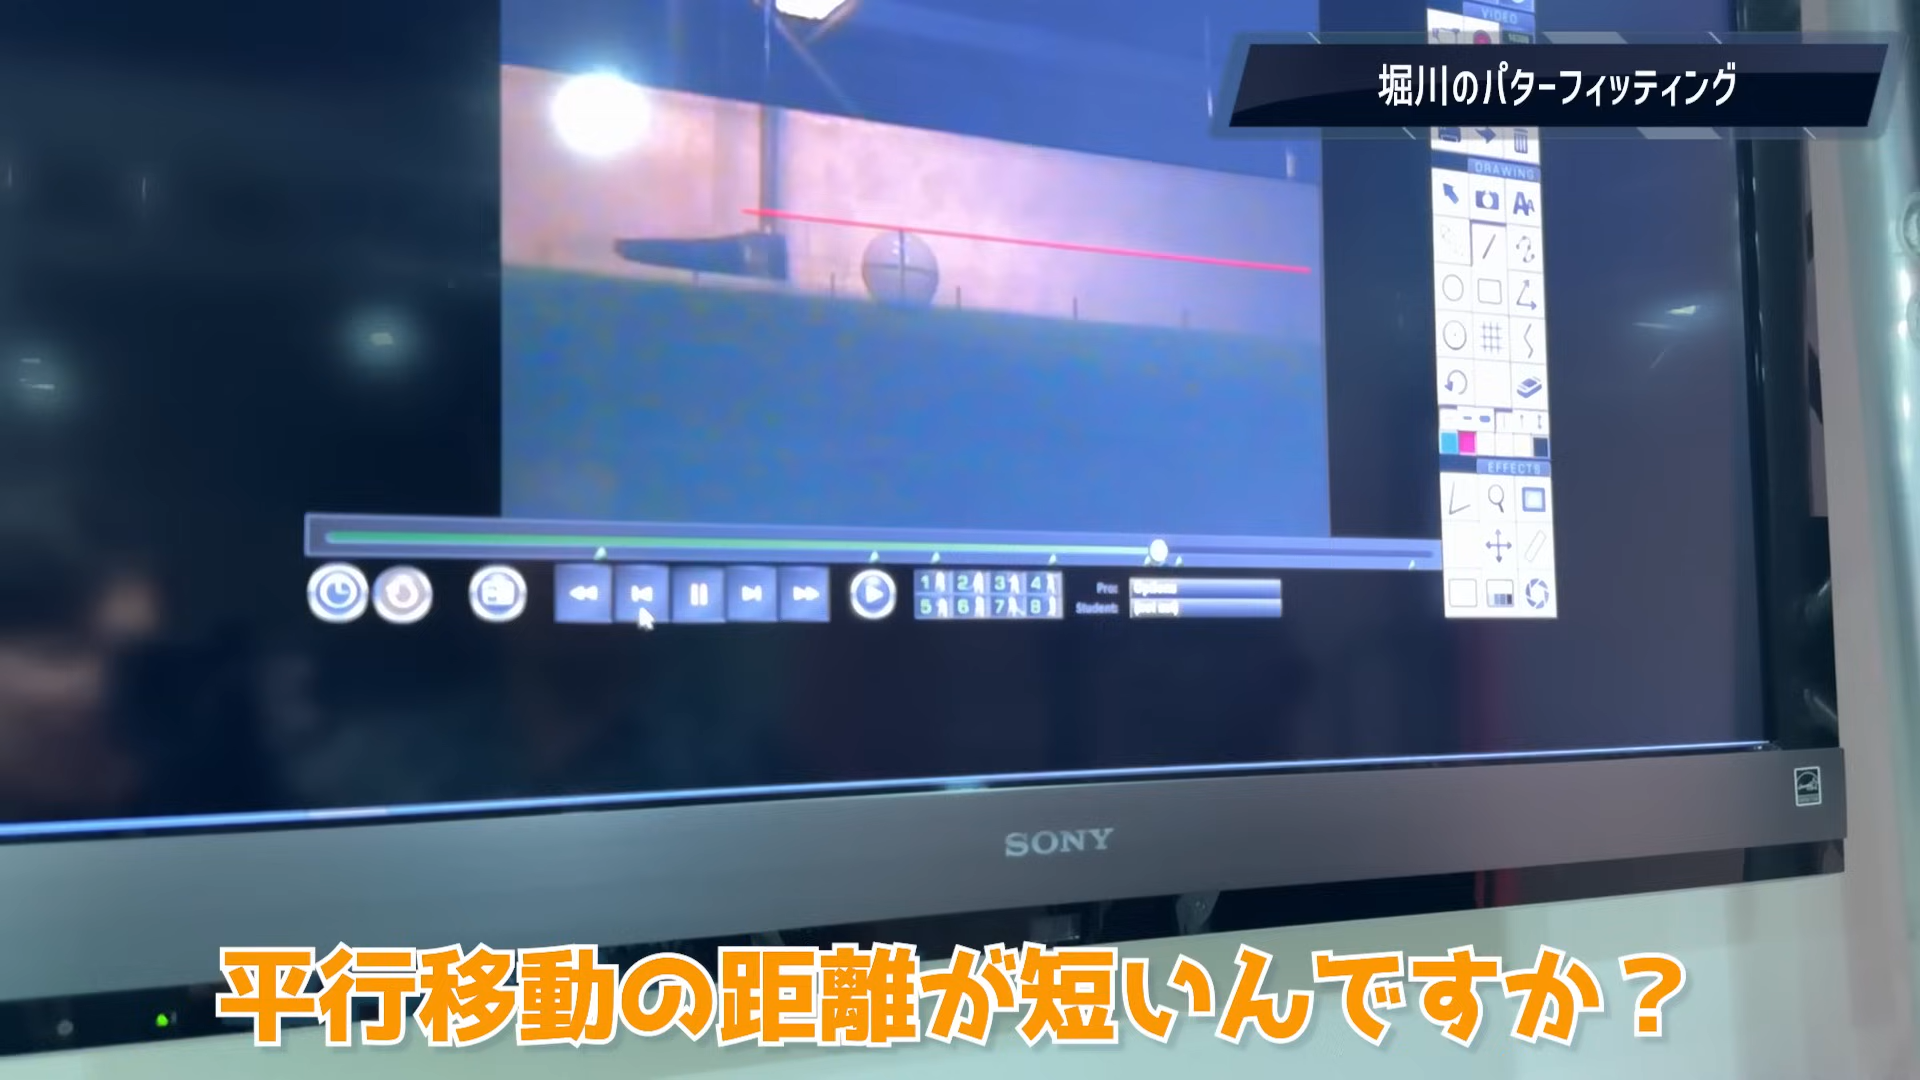 VIDEO
堀川のパターフィッティング
DRAWING
EFFECTS
1 2 3 4
5 6 7 8
Pro: Options
Student:
SONY
平行移動の距離が短いんですか？